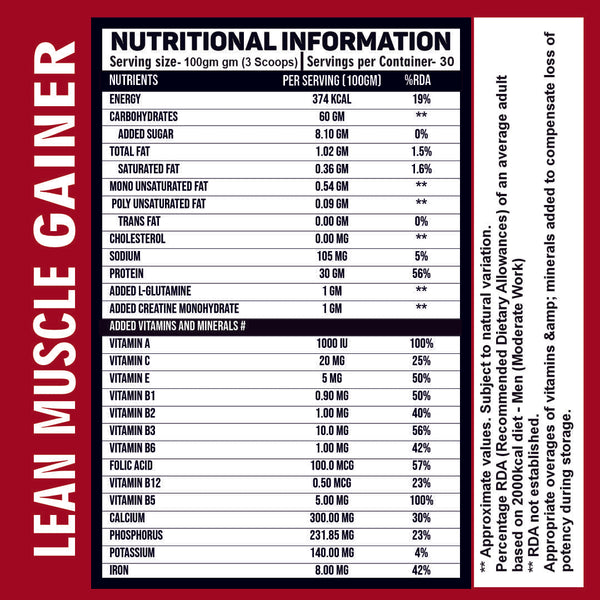 LEAN MUSCLE GAINER
NUTRITIONAL INFORMATION
Serving size- 100gm gm (3 Scoops) Servings per Container- 30
NUTRIENTS PER SERVING (100GM) %RDA
ENERGY 374 KCAL 19%
CARBOHYDRATES 60 GM **
ADDED SUGAR 8.10 GM 0%
TOTAL FAT 1.02 GM 1.5%
SATURATED FAT 0.36 GM 1.6%
MONO UNSATURATED FAT 0.54 GM **
POLY UNSATURATED FAT 0.09 GM **
TRANS FAT 0.00 GM 0%
CHOLESTEROL 0.00 MG **
SODIUM 105 MG 5%
PROTEIN 30 GM 56%
ADDED L-GLUTAMINE 1 GM **
ADDED CREATINE MONOHYDRATE 1 GM **
ADDED VITAMINS AND MINERALS #
VITAMIN A 1000 IU 100%
VITAMIN C 20 MG 25%
VITAMIN E 5 MG 50%
VITAMIN B1 0.90 MG 50%
VITAMIN B2 1.00 MG 40%
VITAMIN B3 10.0 MG 56%
VITAMIN B6 1.00 MG 42%
FOLIC ACID 100.0 MCG 57%
VITAMIN B12 0.50 MCG 23%
VITAMIN B5 5.00 MG 100%
CALCIUM 300.00 MG 30%
PHOSPHORUS 231.85 MG 23%
POTASSIUM 140.00 MG 4%
IRON 8.00 MG 42%
** Approximate values. Subject to natural variation.
Percentage RDA (Recommended Dietary Allowances) of an average adult
based on 2000kcal diet - Men (Moderate Work)
** RDA not established.
Appropriate overages of vitamins &amp; minerals added to compensate loss of
potency during storage.